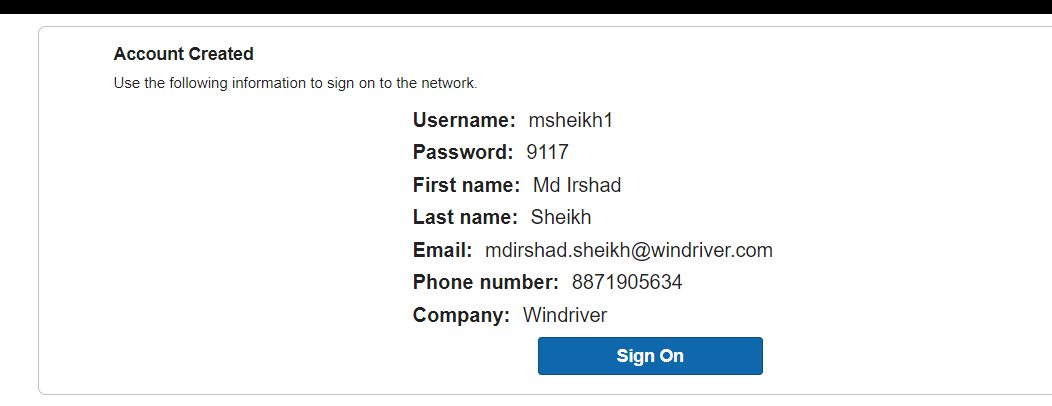 Account Created
Use the following information to sign on to the network.
Username: msheikh1
Password: 9117
First name: Md Irshad
Last name: Sheikh
Email: mdirshad.sheikh@windriver.com
Phone number: 8871905634
Company: Windriver
Sign On